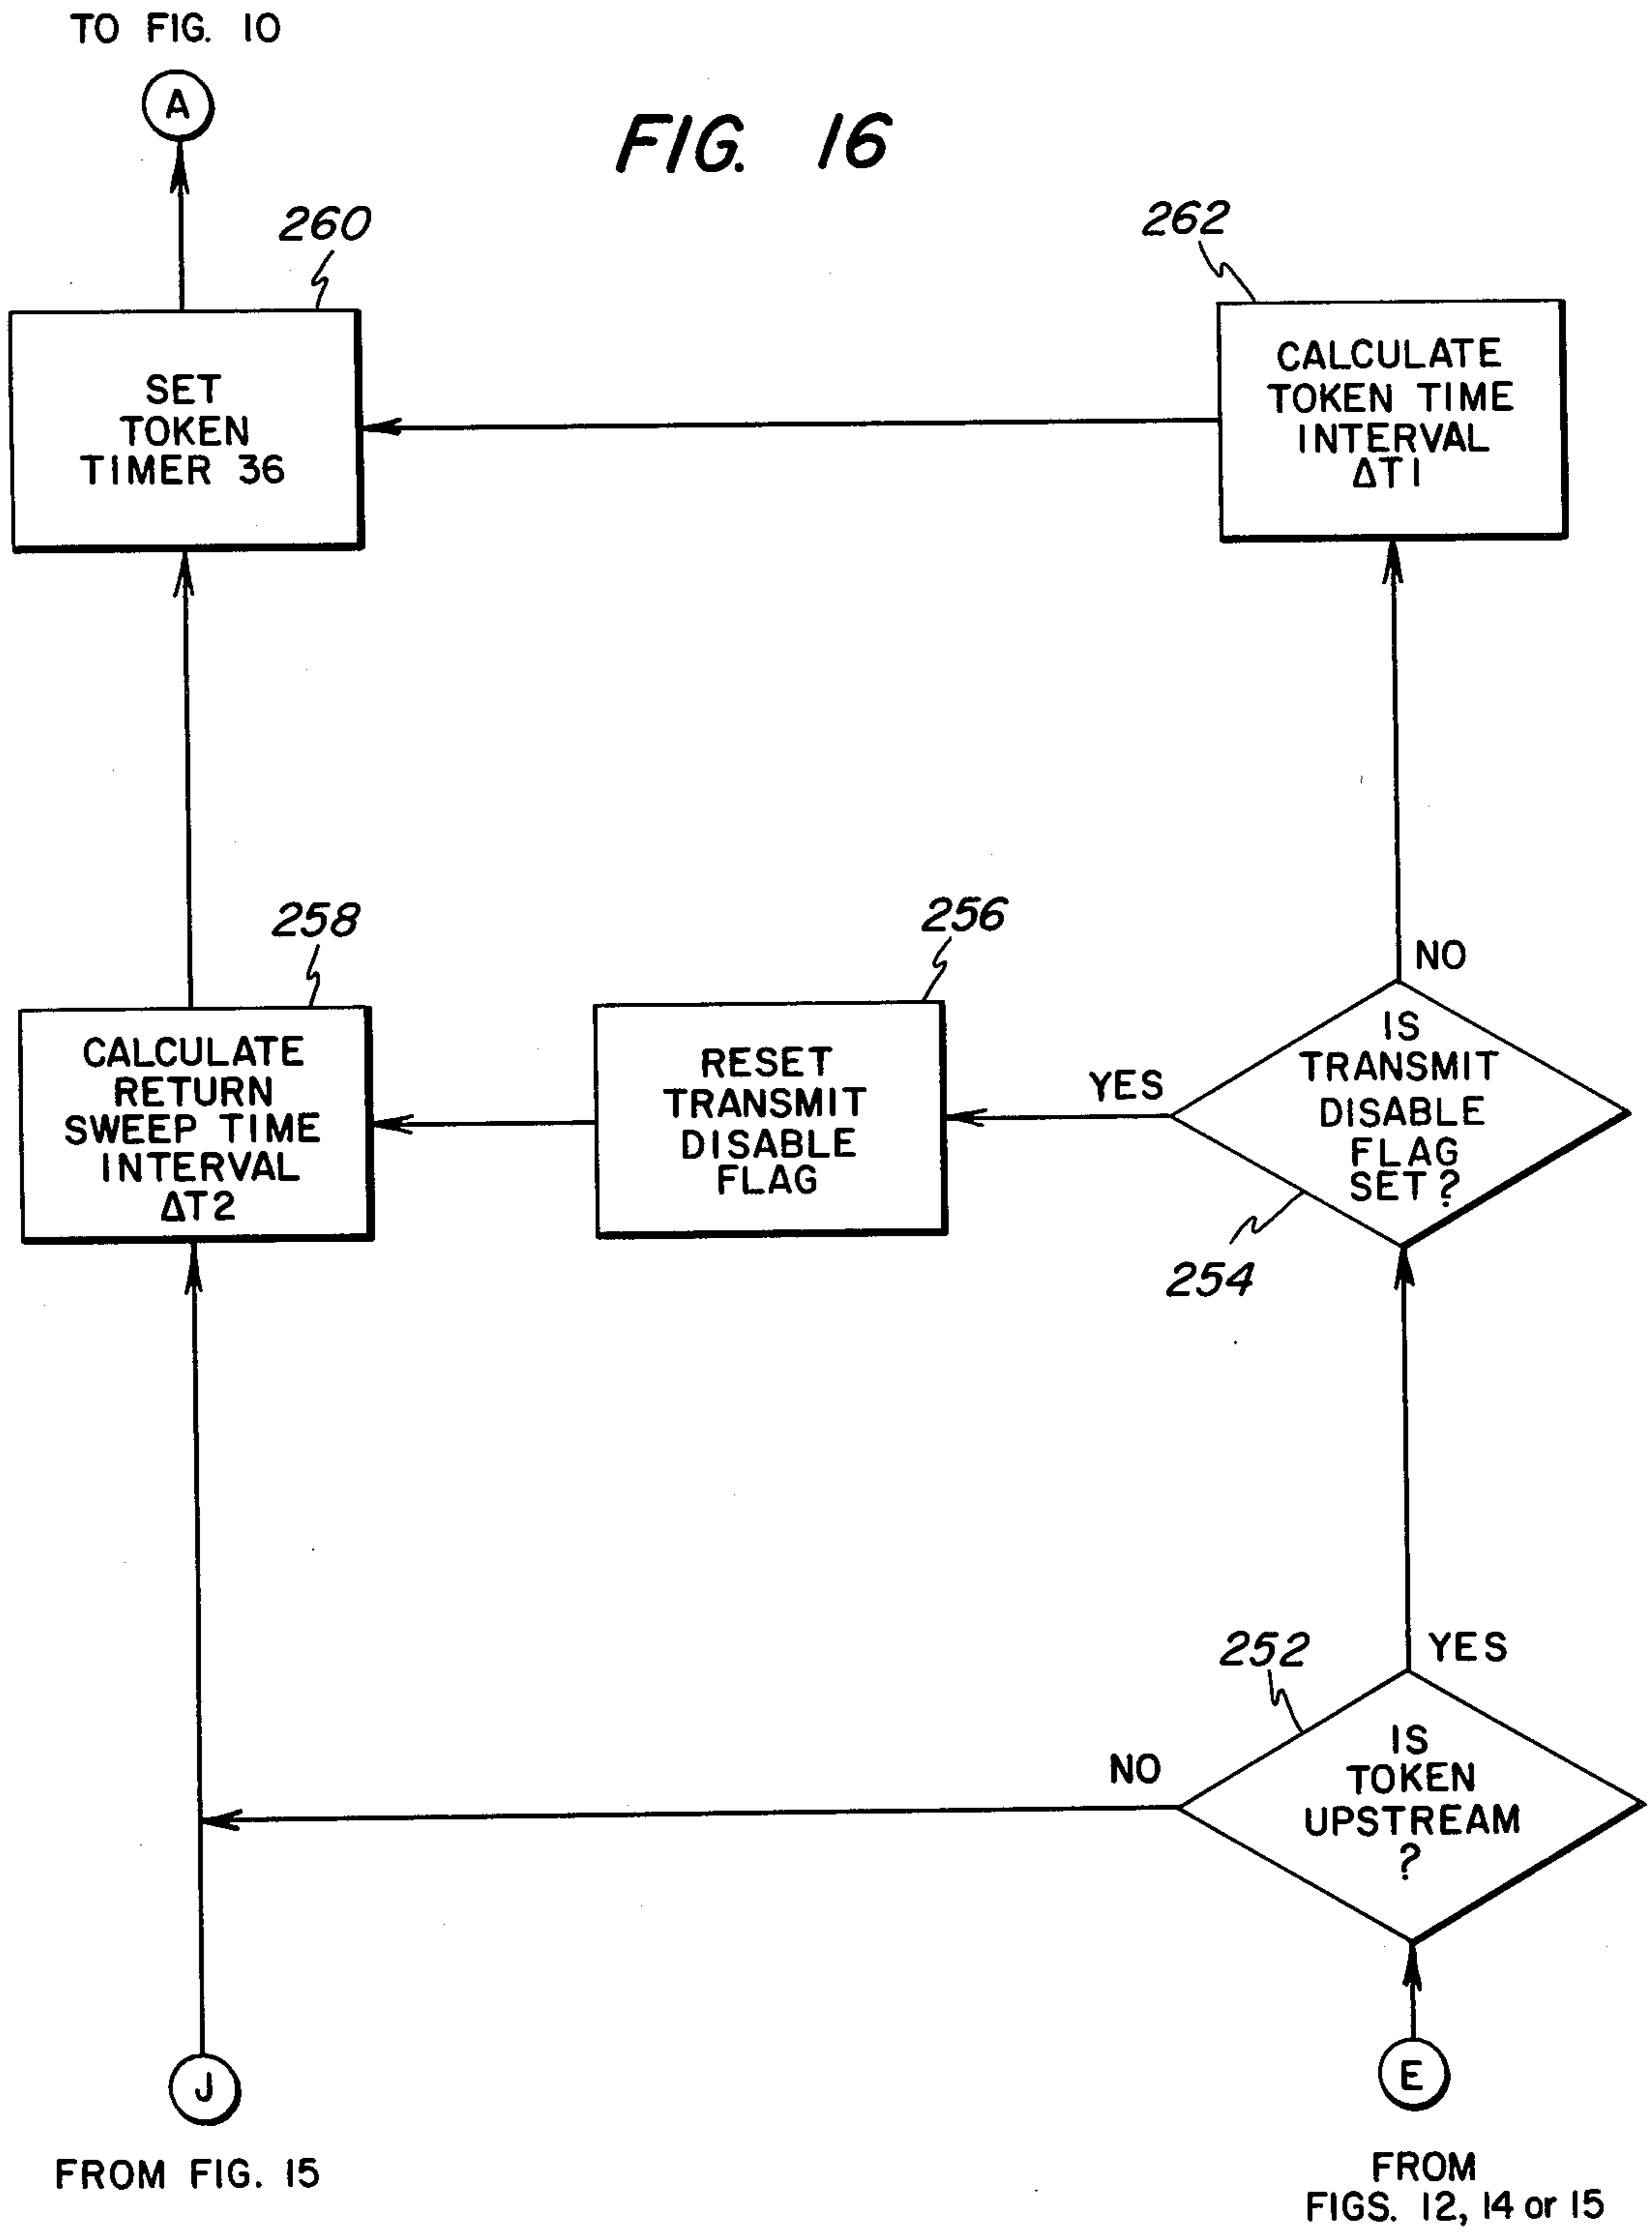 TO FIG. 10
A
FIG. 16
260
262
SET
TOKEN
TIMER 36
CALCULATE
TOKEN TIME
INTERVAL
ΔT1
258
256
NO
CALCULATE
RETURN
SWEEP TIME
INTERVAL
ΔT2
RESET
TRANSMIT
DISABLE
FLAG
YES
IS
TRANSMIT
DISABLE
FLAG
SET?
254
252
YES
NO
IS
TOKEN
UPSTREAM
?
J
E
FROM FIG. 15
FROM
FIGS. 12, 14 or 15